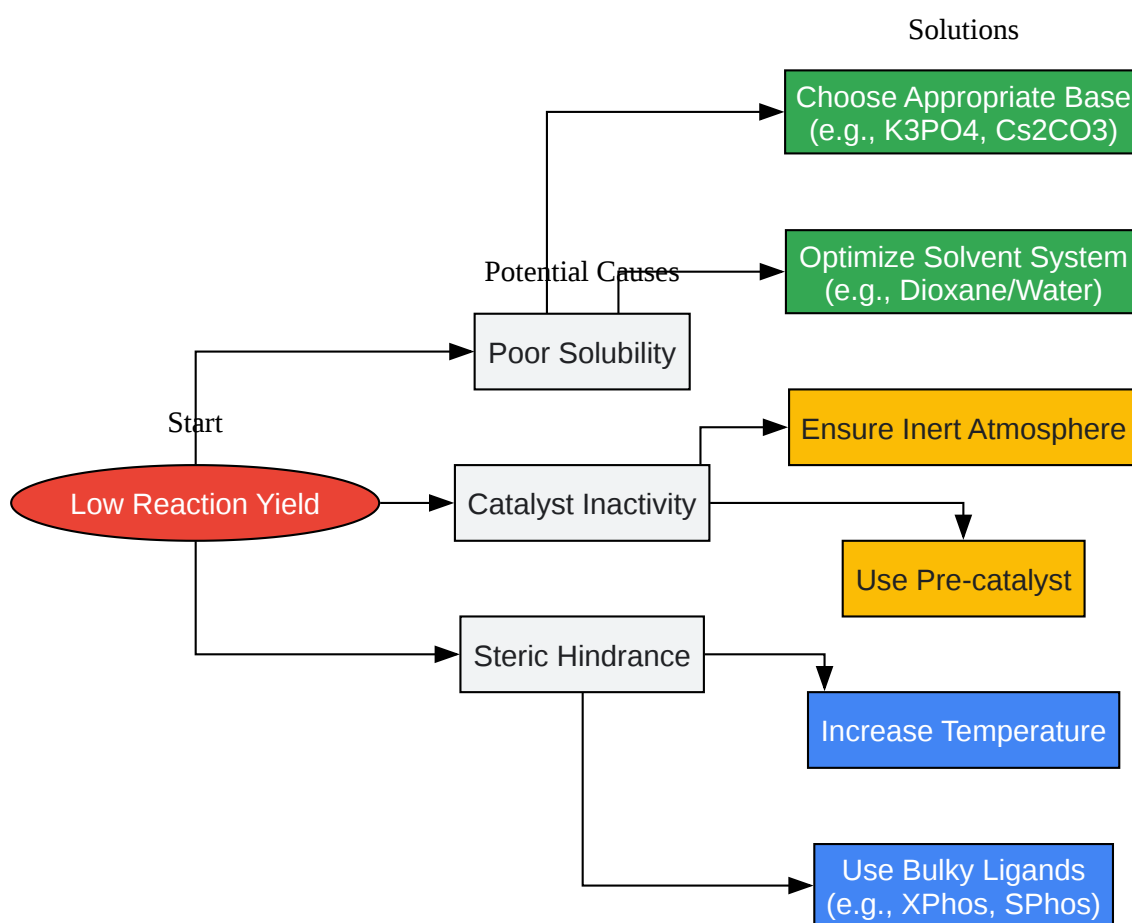 Solutions
Choose Appropriate Base
(e.g., K3PO4, Cs2CO3)
Optimize Solvent System
(e.g., Dioxane/Water)
Potential Causes
Poor Solubility
Start
Ensure Inert Atmosphere
Low Reaction Yield
Catalyst Inactivity
Use Pre-catalyst
Steric Hindrance
Increase Temperature
Use Bulky Ligands
(e.g., XPhos, SPhos)